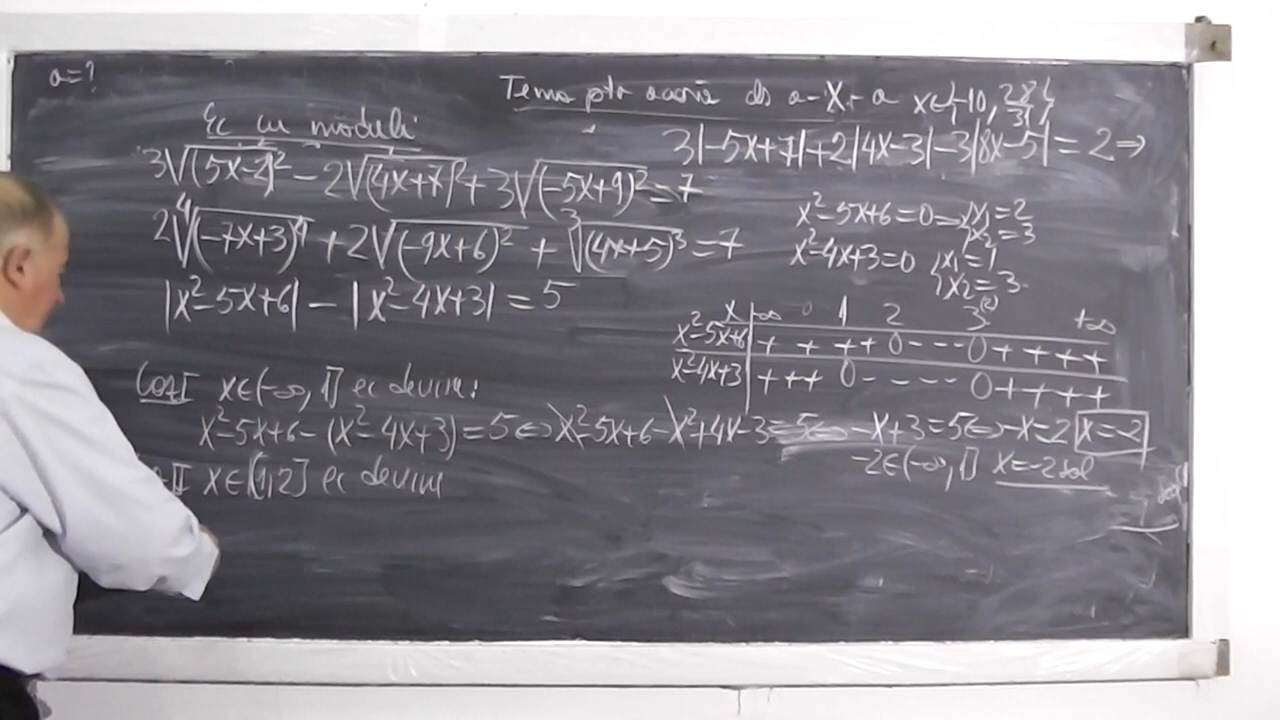 a=?
Tema ptr acasă ds a-X-a x∈{-10, 28/31}
Ec cu moduli
3|-5x+7|+2|4x-3|-3|8x-5|=2⇒
3√(5x-2)² - 2√(4x+7)² + 3√(-5x+9)² = 7
2⁴√(-7x+3)⁴ + 2√(-9x+6)² + ³√(4x+5)³ = 7
|x²-5x+6| - |x²-4x+3| = 5
x²-5x+6=0⇒{x₁=2 x₂=3
x²-4x+3=0 {x₁=1 x₂=3
x -∞ 0 1 2 3(2) +∞
x²-5x+6 + + + + 0 - - - 0 + + + +
x²-4x+3 + + + 0 - - - - 0 + + + +
Caz I x∈(-∞, 1] ec devine:
x²-5x+6-(x²-4x+3)=5⇔x²-5x+6-x²+4x-3=5⇔-x+3=5⇔-x=2 x=-2
-2∈(-∞, 1] x=-2 sol
II x∈[1,2] ec devine